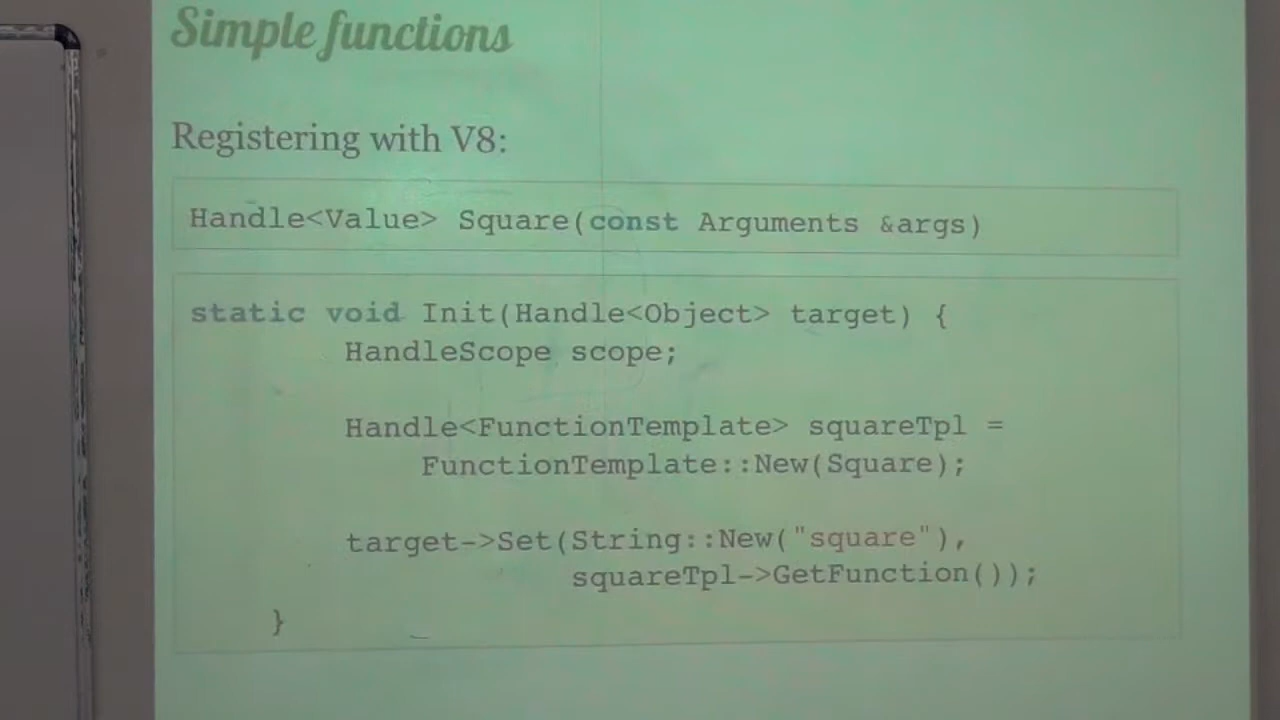 Simple functions
Registering with V8:
Handle<Value> Square(const Arguments &args)
static void Init(Handle<Object> target) {
HandleScope scope;
Handle<FunctionTemplate> squareTpl =
FunctionTemplate::New(Square);
target->Set(String::New("square"),
squareTpl->GetFunction());
}